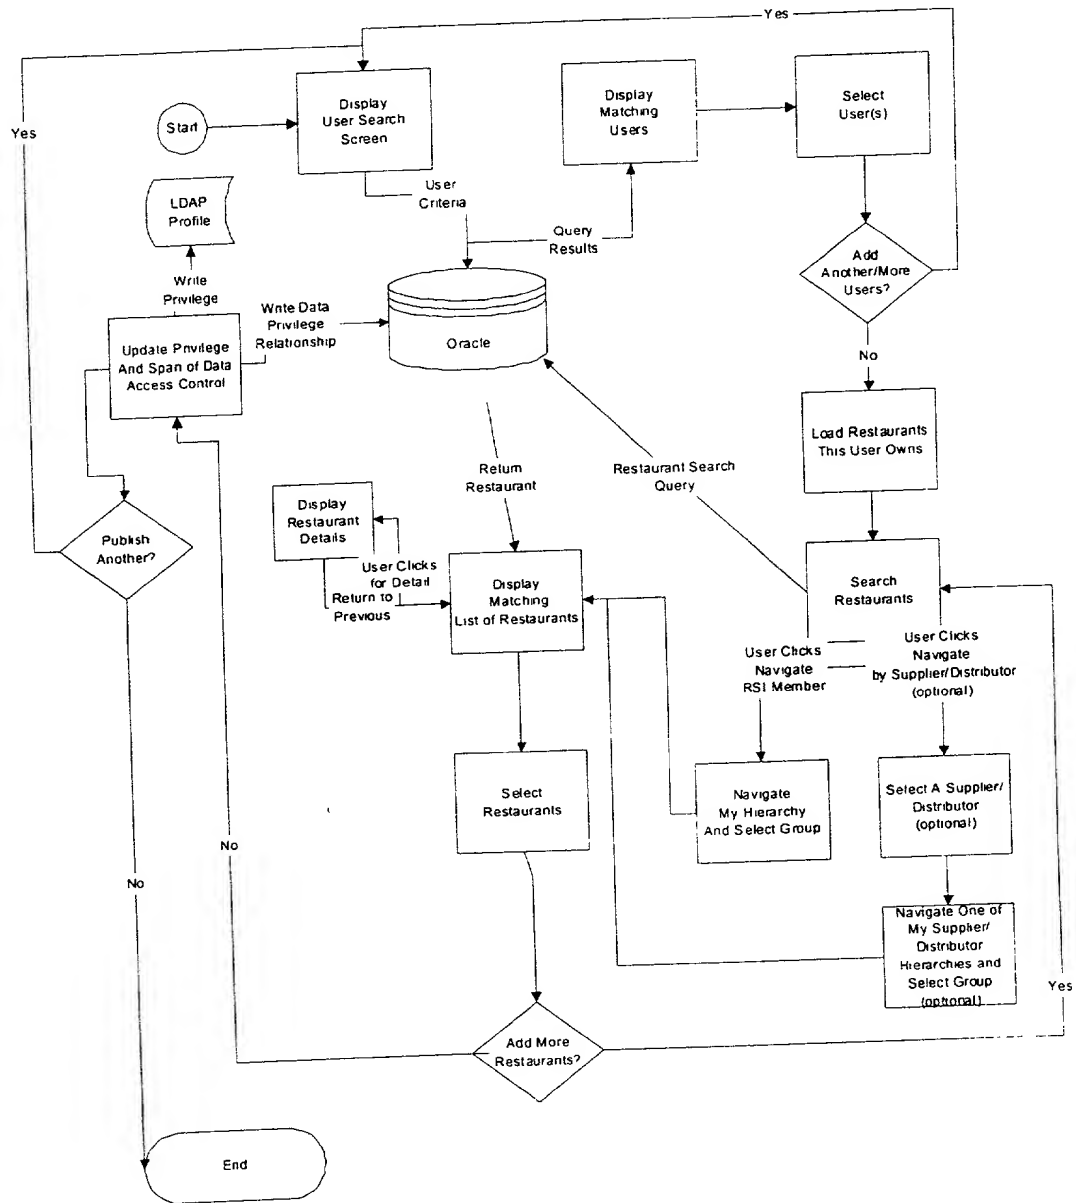 Yes
Yes
Start
Display
User Search
Screen
Display
Matching
Users
Select
User(s)
LDAP
Profile
User
Criteria
Query
Results
Add
Another/More
Users?
Write
Privilege
Write Data
Privilege
Relationship
Oracle
Update Privilege
And Span of Data
Access Control
No
Load Restaurants
This User Owns
Return
Restaurant
Restaurant Search
Query
Display
Restaurant
Details
Publish
Another?
User Clicks
for Detail
Return to
Previous
Display
Matching
List of Restaurants
Search
Restaurants
User Clicks
Navigate
RSI Member
User Clicks
Navigate
by Supplier/Distributor
(optional)
Select
Restaurants
Navigate
My Hierarchy
And Select Group
Select A Supplier/
Distributor
(optional)
No
No
Navigate One of
My Supplier/
Distributor
Hierarchies and
Select Group
(optional)
Yes
Add More
Restaurants?
End